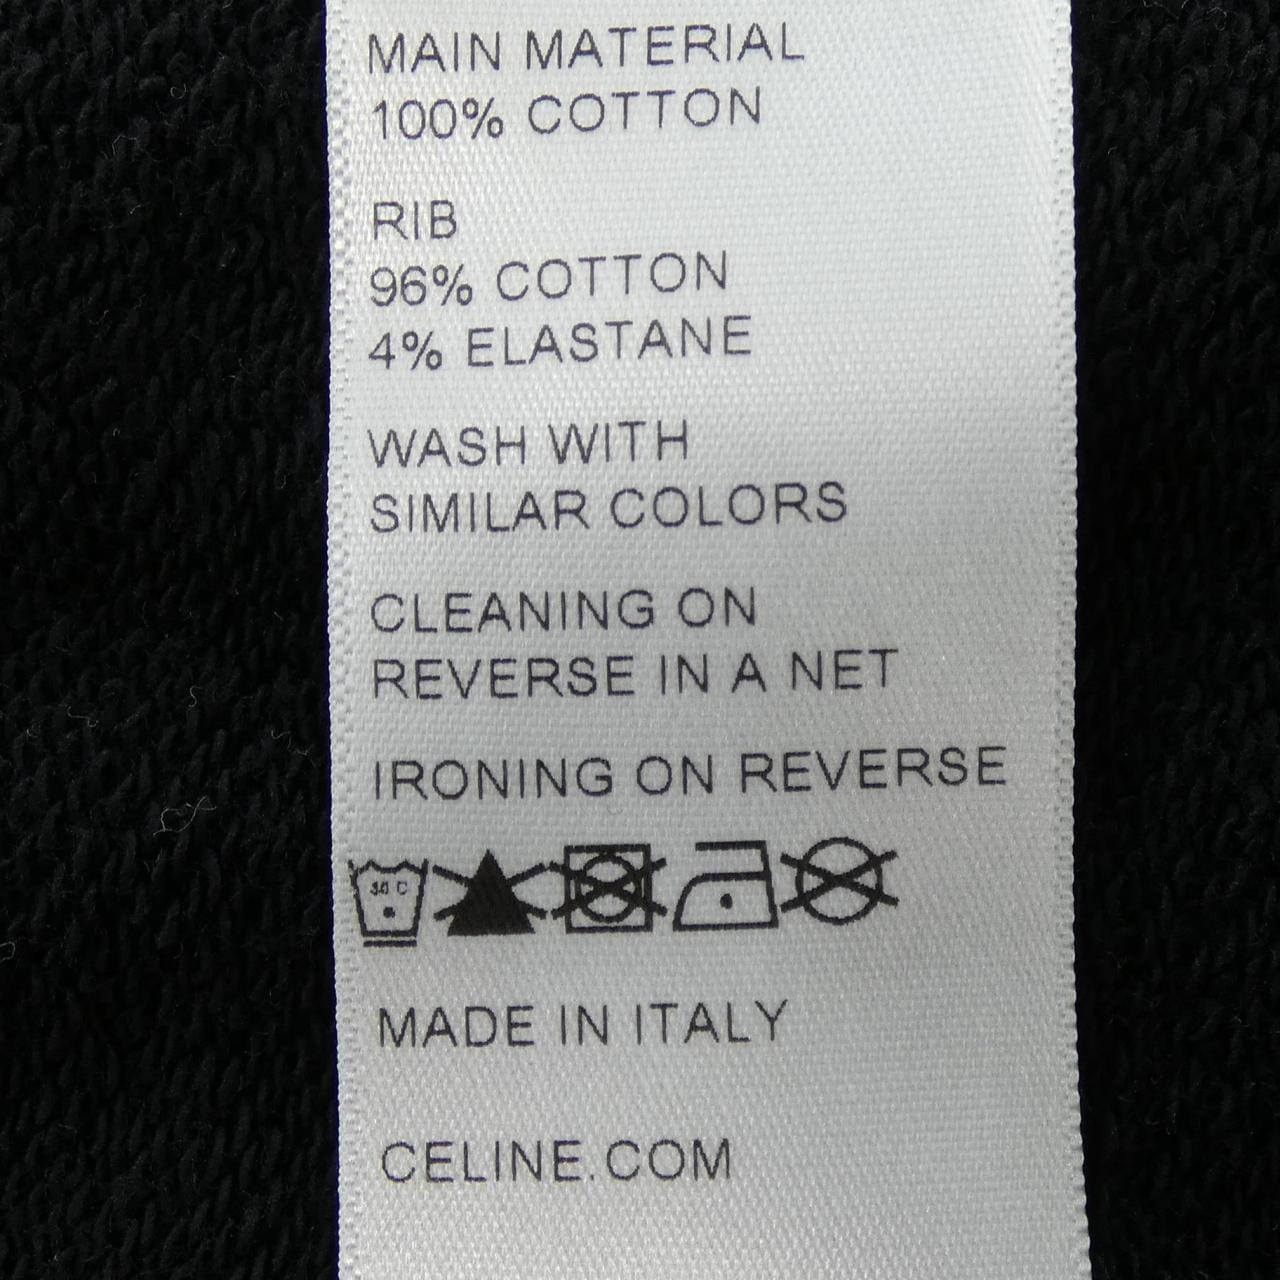 MAIN MATERIAL
100% COTTON
RIB
96% COTTON
4% ELASTANE
WASH WITH
SIMILAR COLORS
CLEANING ON
REVERSE IN A NET
IRONING ON REVERSE
30 C
MADE IN ITALY
CELINE.COM